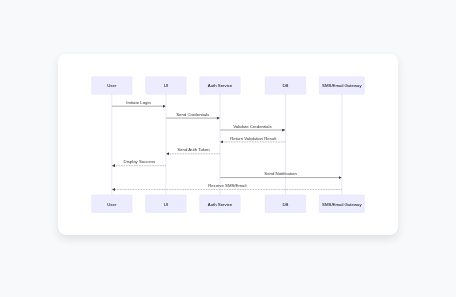 User UI Auth Service DB SMS/Email Gateway
Initiate Login
Send Credentials
Validate Credentials
Return Validation Result
Send Auth Token
Display Success
Send Notification
Receive SMS/Email
User UI Auth Service DB SMS/Email Gateway